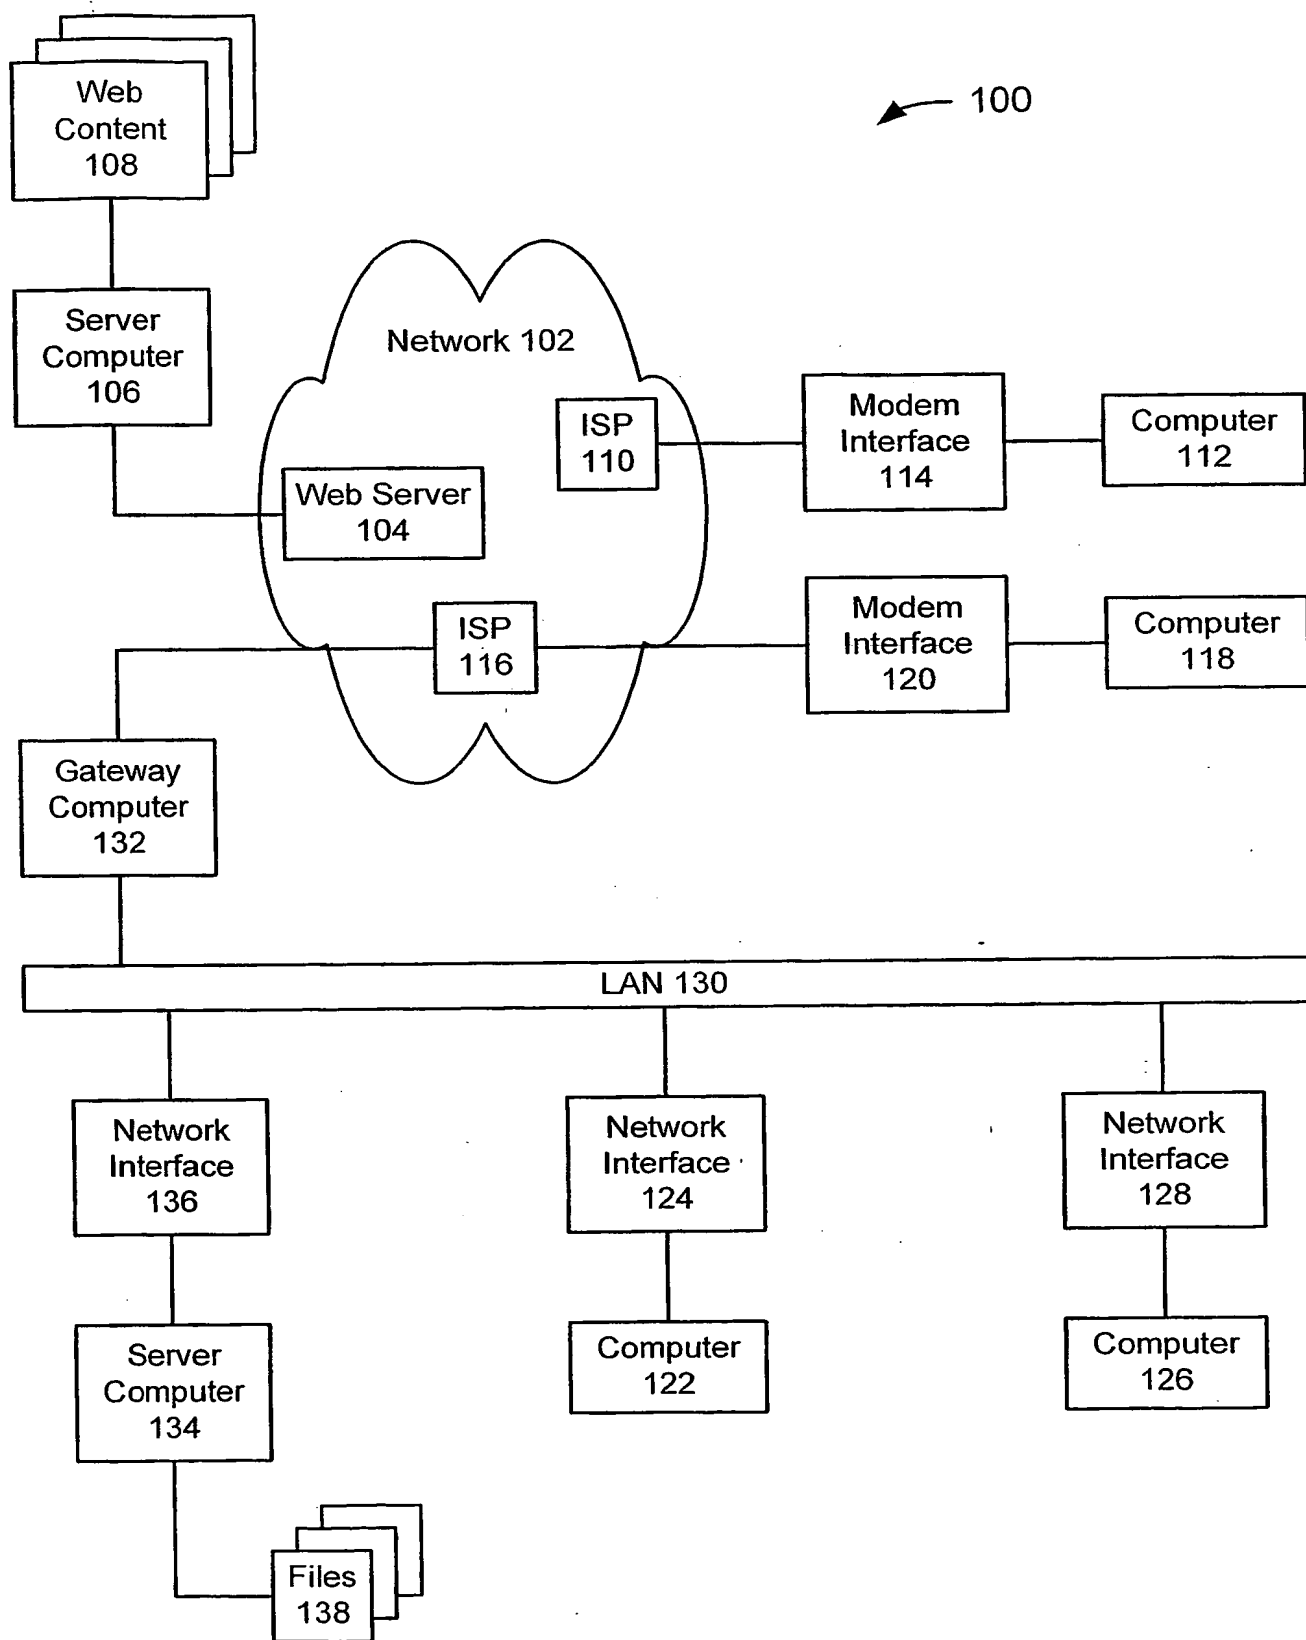 Web
Content
108
100
Server
Computer
106
Network 102
ISP
110
Modem
Interface
114
Computer
112
Web Server
104
ISP
116
Modem
Interface
120
Computer
118
Gateway
Computer
132
LAN 130
Network
Interface
136
Network
Interface
124
Network
Interface
128
Server
Computer
134
Computer
122
Computer
126
Files
138